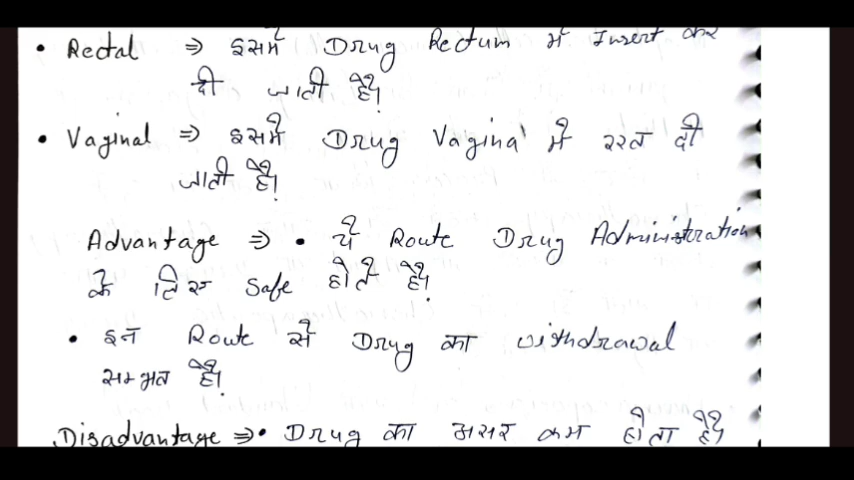 • Rectal ⇒ इसमें Drug Rectum में Insert कर
दी जाती है।
• Vaginal ⇒ इसमें Drug Vagina में रख दी
जाती है।
Advantage ⇒ • ये Route Drug Administration
के लिए Safe होते है।
• इन Route से Drug का withdrawal
सम्भव है।
Disadvantage ⇒ • Drug का असर कम होता है।